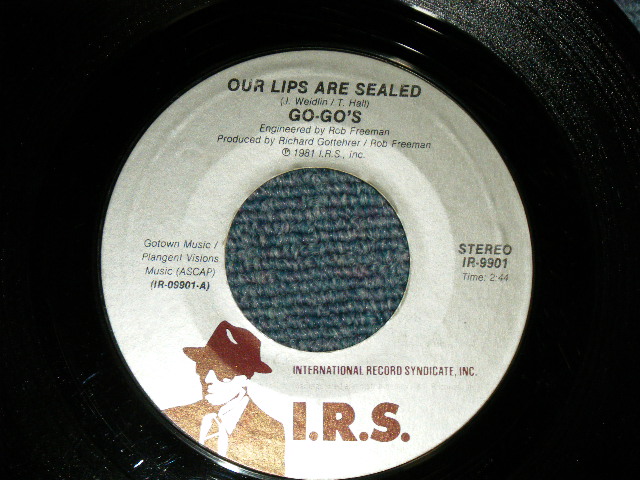 OUR LIPS ARE SEALED
(J. Weidlin / T. Hall)
GO-GO'S
Engineered by Rob Freeman
Produced by Richard Gottehrer / Rob Freeman
℗ 1981 I.R.S., Inc.
Gotown Music /
Plangent Visions
Music (ASCAP)
(IR-09901-A)
STEREO
IR-9901
Time: 2:44
INTERNATIONAL RECORD SYNDICATE, INC.
I.R.S.